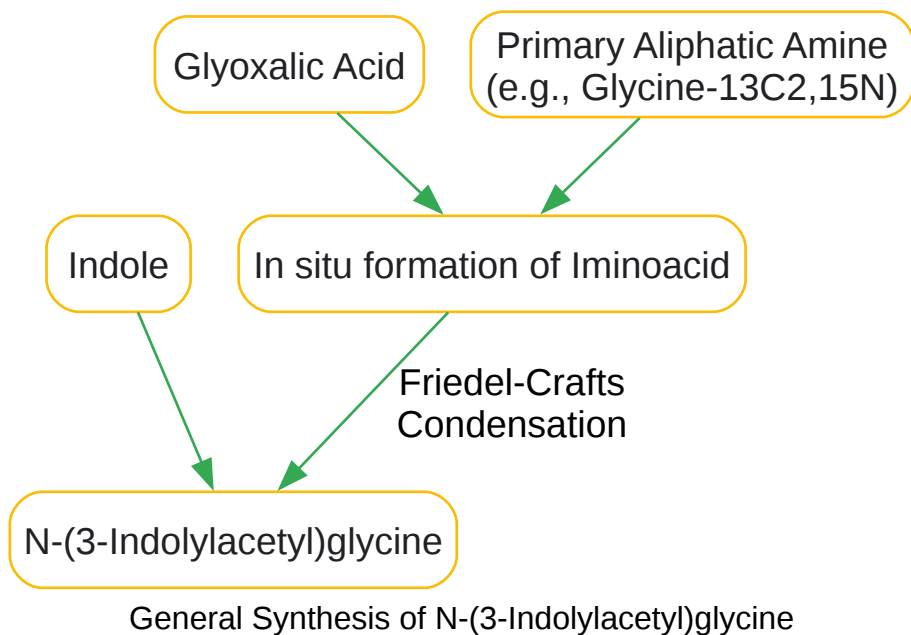 Glyoxalic Acid
Primary Aliphatic Amine
(e.g., Glycine-13C2,15N)
Indole
In situ formation of Iminoacid
Friedel-Crafts
Condensation
N-(3-Indolylacetyl)glycine
General Synthesis of N-(3-Indolylacetyl)glycine